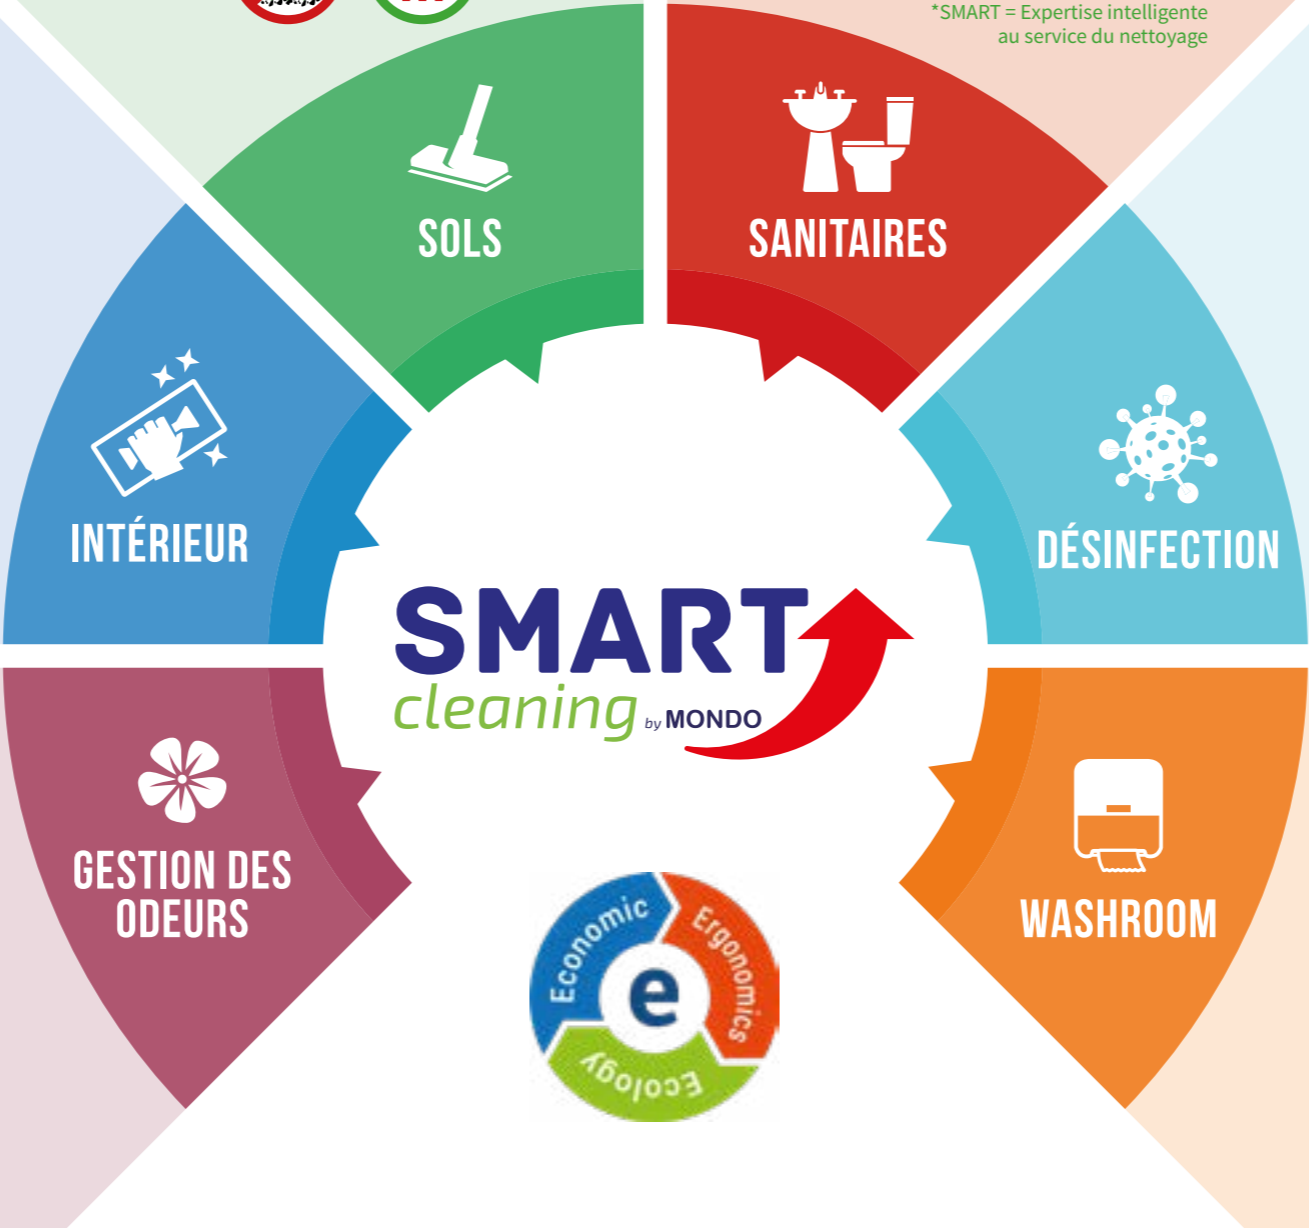 *SMART = Expertise intelligente
au service du nettoyage
SOLS
SANITAIRES
INTÉRIEUR
DÉSINFECTION
SMART
cleaning by MONDO
GESTION DES
ODEURS
WASHROOM
Economic
Ergonomics
e
Ecology